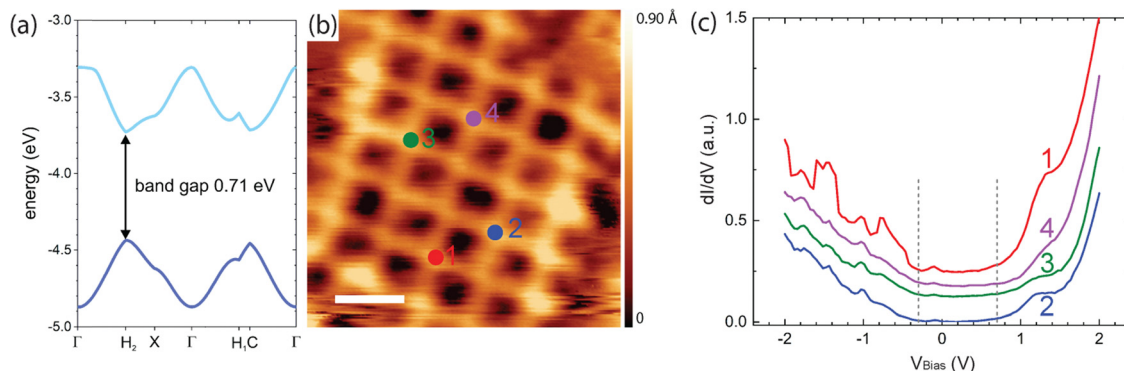 (a)
energy (eV)
-3.0
-3.5
-4.0
-4.5
-5.0
band gap 0.71 eV
Γ H₂ X Γ H₁C Γ
(b)
0.90 Å
0
4
3
2
1
(c)
dI/dV (a.u.)
1.5
1.0
0.5
0.0
1
4
3
2
-2 -1 0 1 2
VBias (V)